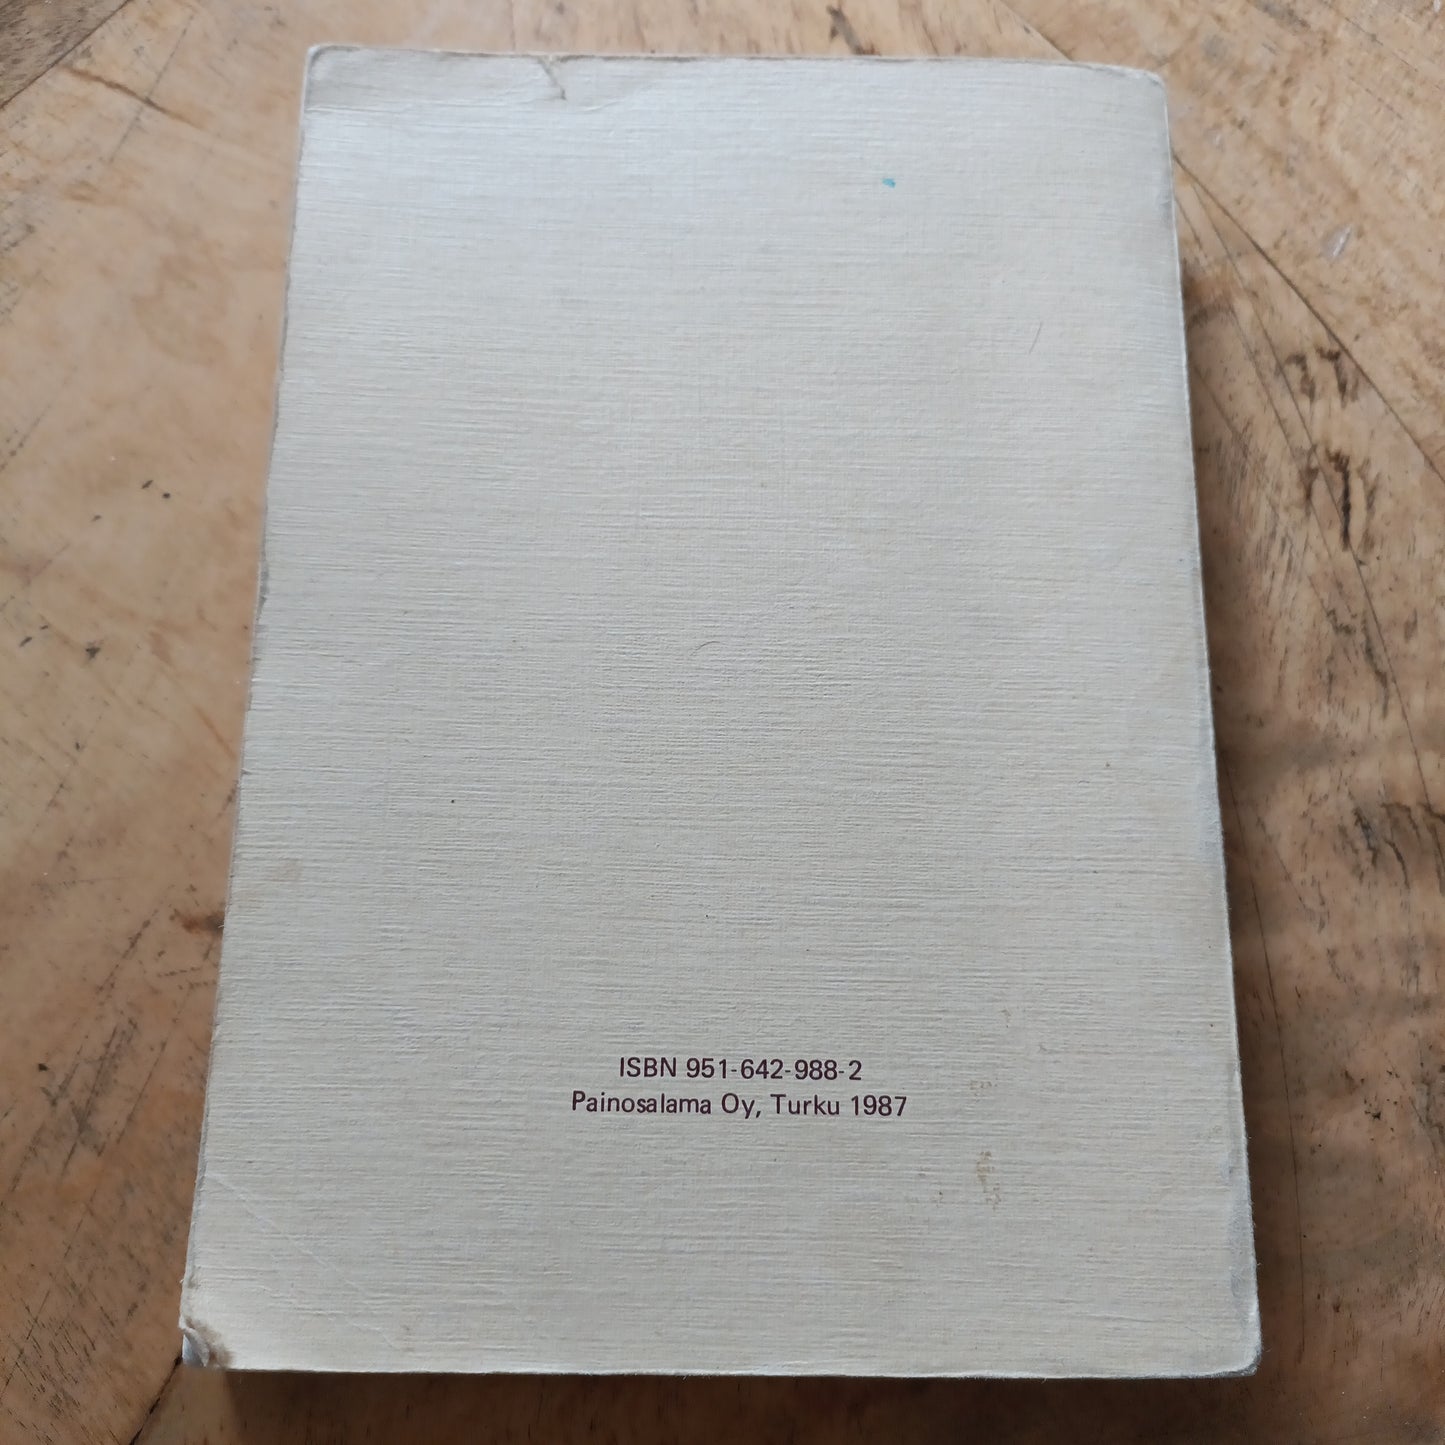 ISBN 951-642-988-2
Painosalama Oy, Turku 1987